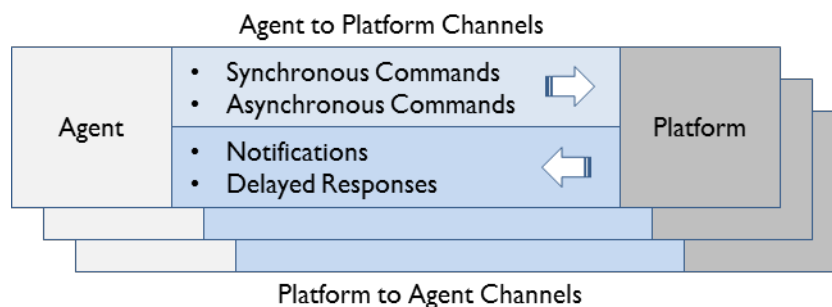 Agent to Platform Channels
Agent
• Synchronous Commands
• Asynchronous Commands
• Notifications
• Delayed Responses
Platform
Platform to Agent Channels